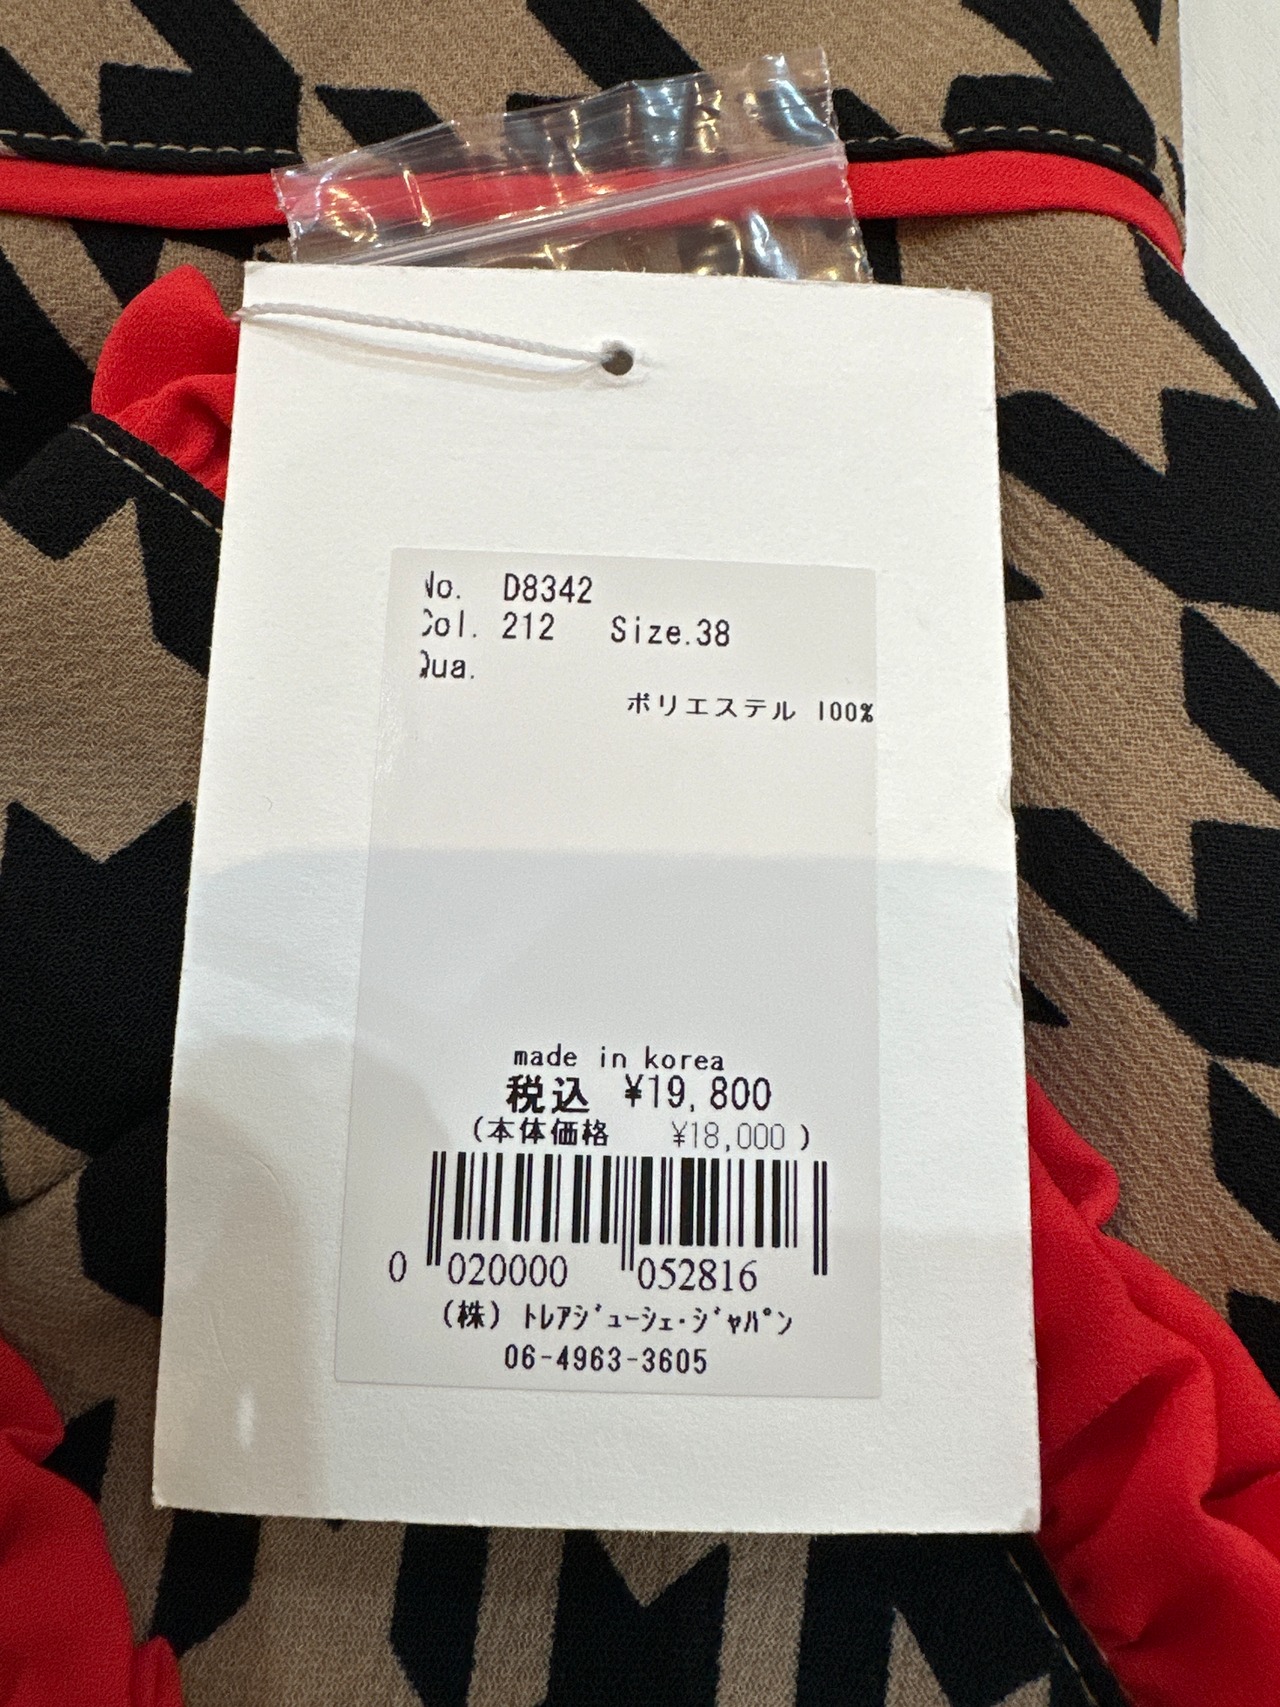 No. D8342
Col. 212 Size.38
Qua.
ポリエステル 100%
made in korea
税込 ¥19,800
(本体価格 ¥18,000 )
0 020000 052816
(株) ﾄﾚｱｼﾞｭｰｼｪ･ｼﾞｬﾊﾟﾝ
06-4963-3605